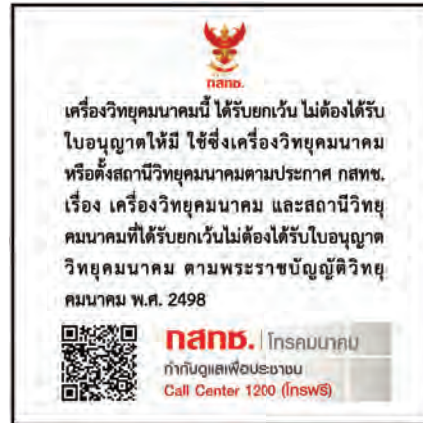 กสทช.
เครื่องวิทยุคมนาคมนี้ ได้รับยกเว้น ไม่ต้องได้รับ
ใบอนุญาตให้มี ใช้ซึ่งเครื่องวิทยุคมนาคม
หรือตั้งสถานีวิทยุคมนาคมตามประกาศ กสทช.
เรื่อง เครื่องวิทยุคมนาคม และสถานีวิทยุ
คมนาคมที่ได้รับยกเว้นไม่ต้องได้รับใบอนุญาต
วิทยุคมนาคม ตามพระราชบัญญัติวิทยุ
คมนาคม พ.ศ. 2498
กสทช. | โทรคมนาคม
กำกับดูแลเพื่อประชาชน
Call Center 1200 (โทรฟรี)